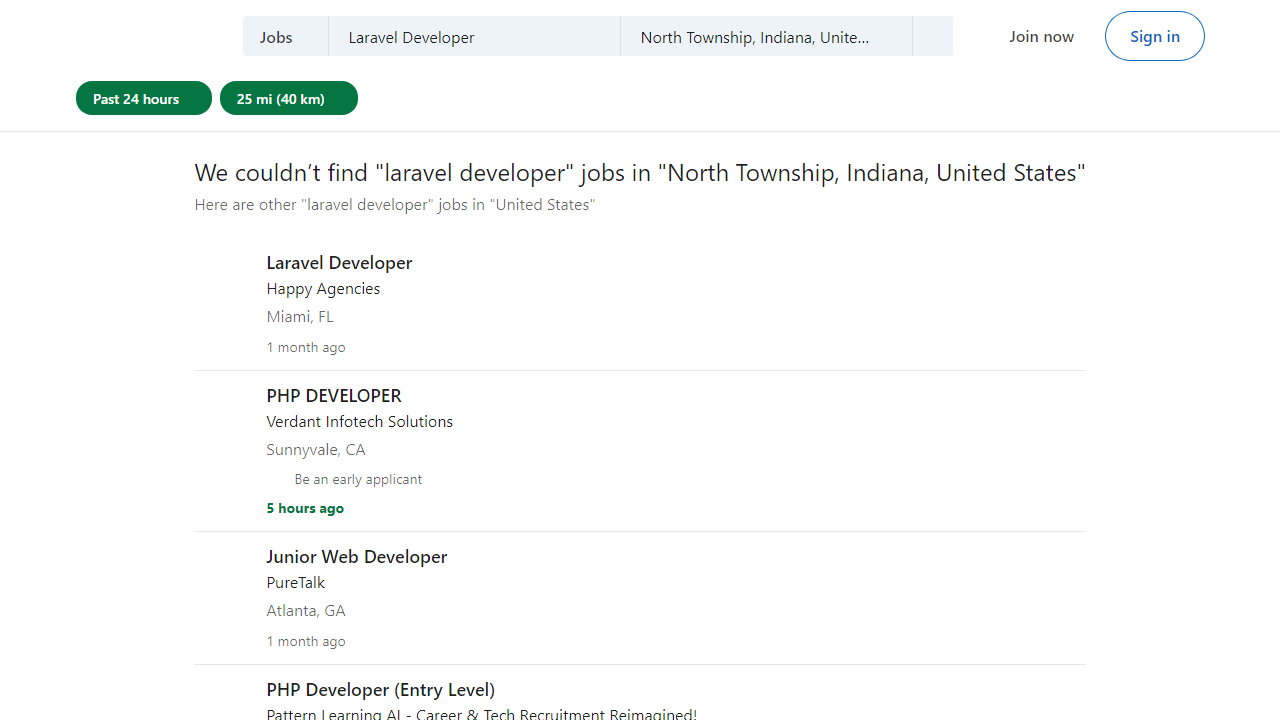 Jobs
Laravel Developer
North Township, Indiana, Unite...
Join now
Sign in
Past 24 hours
25 mi (40 km)
We couldn’t find "laravel developer" jobs in "North Township, Indiana, United States"
Here are other "laravel developer" jobs in "United States"
Laravel Developer
Happy Agencies
Miami, FL
1 month ago
PHP DEVELOPER
Verdant Infotech Solutions
Sunnyvale, CA
Be an early applicant
5 hours ago
Junior Web Developer
PureTalk
Atlanta, GA
1 month ago
PHP Developer (Entry Level)
Pattern Learning AI - Career & Tech Recruitment Reimagined!